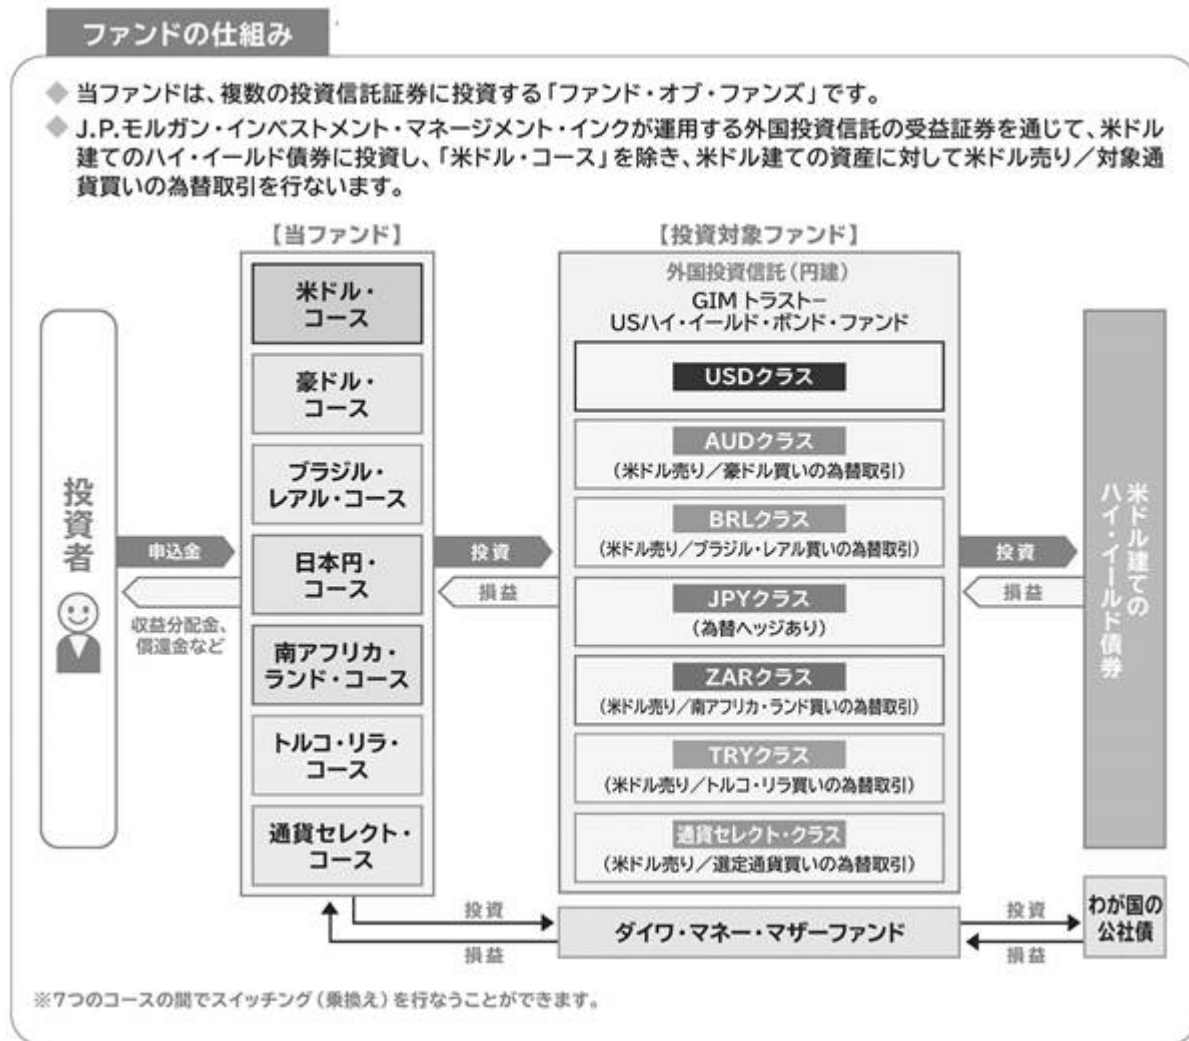 ファンドの仕組み
◆ 当ファンドは、複数の投資信託証券に投資する「ファンド・オブ・ファンズ」です。
◆ J.P.モルガン・インベストメント・マネージメント・インクが運用する外国投資信託の受益証券を通じて、米ドル
建てのハイ・イールド債券に投資し、「米ドル・コース」を除き、米ドル建ての資産に対して米ドル売り／対象通
貨買いの為替取引を行ないます。
【当ファンド】
【投資対象ファンド】
投資者
申込金
収益分配金、
償還金など
米ドル・
コース
豪ドル・
コース
ブラジル・
レアル・コース
日本円・
コース
南アフリカ・
ランド・コース
トルコ・リラ・
コース
通貨セレクト・
コース
投資
損益
外国投資信託（円建）
GIM トラスト－
USハイ・イールド・ボンド・ファンド
USDクラス
AUDクラス
（米ドル売り／豪ドル買いの為替取引）
BRLクラス
（米ドル売り／ブラジル・レアル買いの為替取引）
JPYクラス
（為替ヘッジあり）
ZARクラス
（米ドル売り／南アフリカ・ランド買いの為替取引）
TRYクラス
（米ドル売り／トルコ・リラ買いの為替取引）
通貨セレクト・クラス
（米ドル売り／選定通貨買いの為替取引）
投資
損益
米ドル建ての
ハイ・イールド債券
投資
損益
ダイワ・マネー・マザーファンド
投資
損益
わが国の
公社債
※7つのコースの間でスイッチング（乗換え）を行なうことができます。